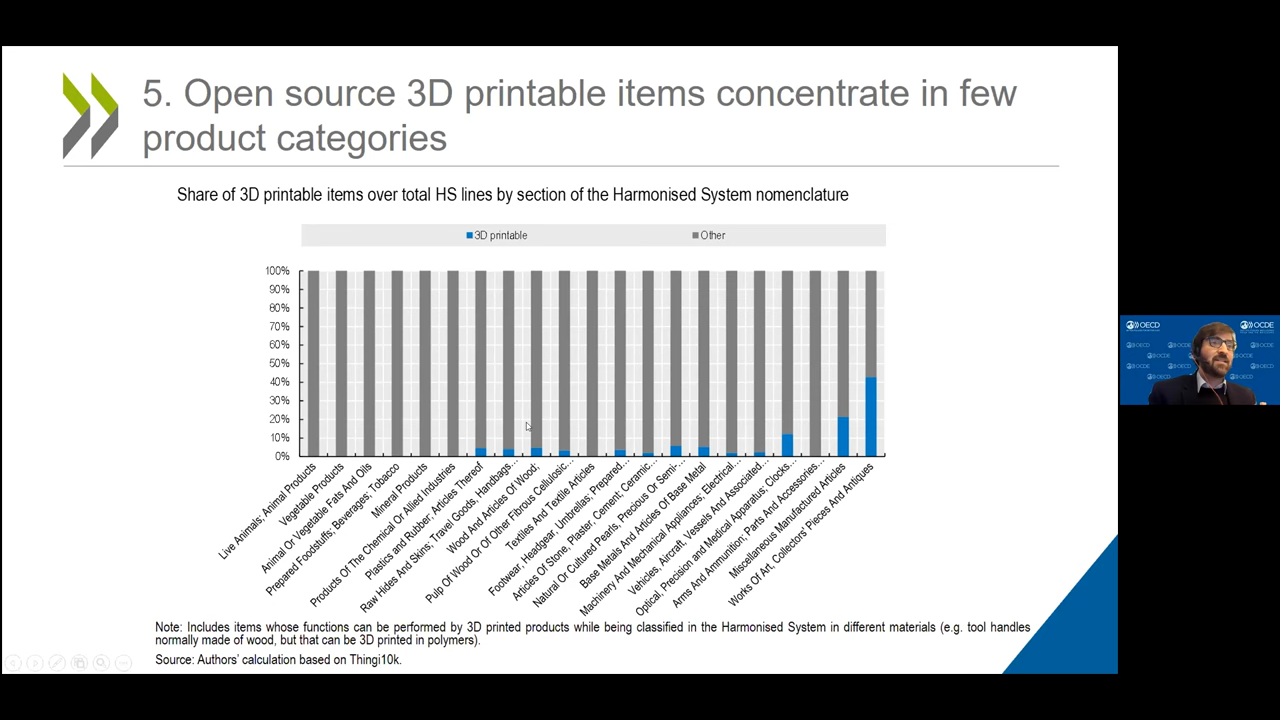 5. Open source 3D printable items concentrate in few
product categories
Share of 3D printable items over total HS lines by section of the Harmonised System nomenclature
3D printable
Other
100%
90%
80%
70%
60%
50%
40%
30%
20%
10%
0%
Live Animals; Animal Products
Vegetable Products
Animal Or Vegetable Fats And Oils
Prepared Foodstuffs; Beverages; Tobacco
Mineral Products
Products Of The Chemical Or Allied Industries
Plastics and Rubber; Articles Thereof
Raw Hides And Skins; Travel Goods, Handbags...
Wood And Articles Of Wood;
Pulp Of Wood Or Of Other Fibrous Cellulosic...
Textiles And Textile Articles
Footwear, Headgear, Umbrellas; Prepared...
Articles Of Stone, Plaster, Cement; Ceramic...
Natural Or Cultured Pearls, Precious Or Semi-...
Base Metals And Articles Of Base Metal
Machinery And Mechanical Appliances; Electrical...
Vehicles, Aircraft, Vessels And Associated...
Optical, Precision and Medical Apparatus; Clocks...
Arms And Ammunition; Parts And Accessories...
Miscellaneous Manufactured Articles
Works Of Art, Collectors' Pieces And Antiques
Note: Includes items whose functions can be performed by 3D printed products while being classified in the Harmonised System in different materials (e.g. tool handles
normally made of wood, but that can be 3D printed in polymers).
Source: Authors' calculation based on Thingi10k.
OECD
OCDE